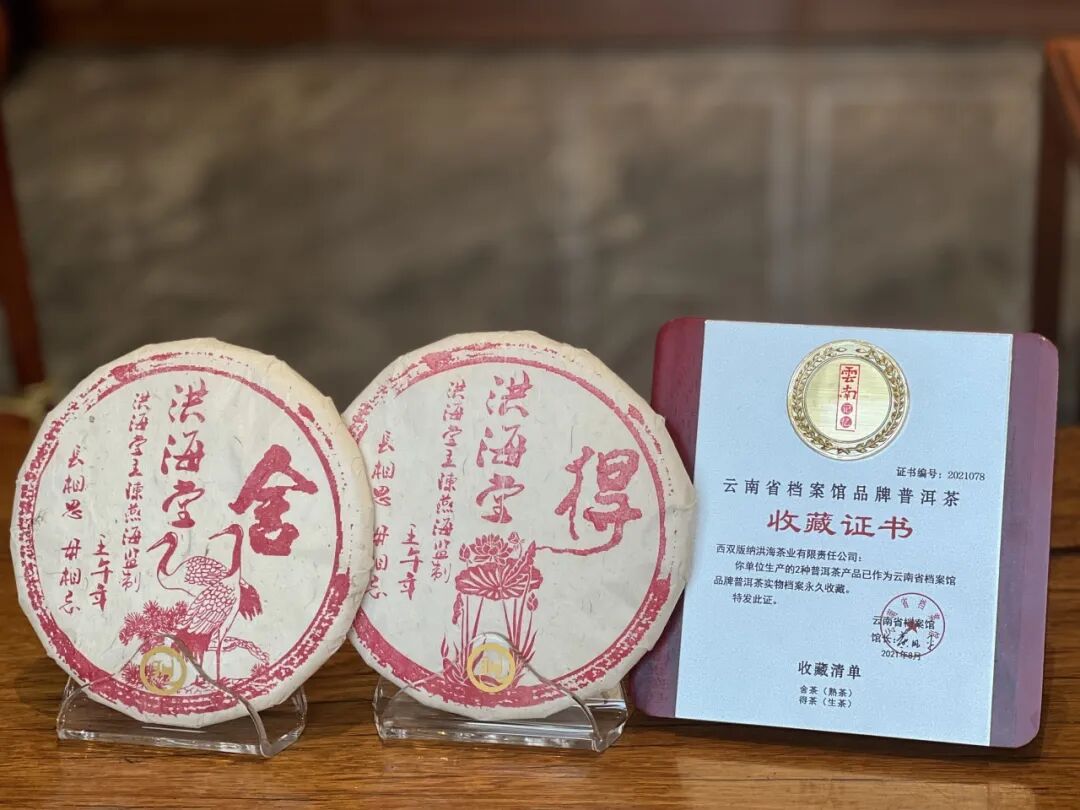 舍
洪海堂
洪海堂主陳燕海监制
壬午年
長相思 毋相忘
得
洪海堂
洪海堂主陳燕海监制
壬午年
長相思 毋相忘
雲南
记忆
证书编号：2021078
云南省档案馆品牌普洱茶
收藏证书
西双版纳洪海茶业有限责任公司：
你单位生产的2种普洱茶产品已作为云南省档案馆
品牌普洱茶实物档案永久收藏。
特发此证。
云南省档案馆
馆长：
2021年8月
收藏清单
舍茶（熟茶）
得茶（生茶）